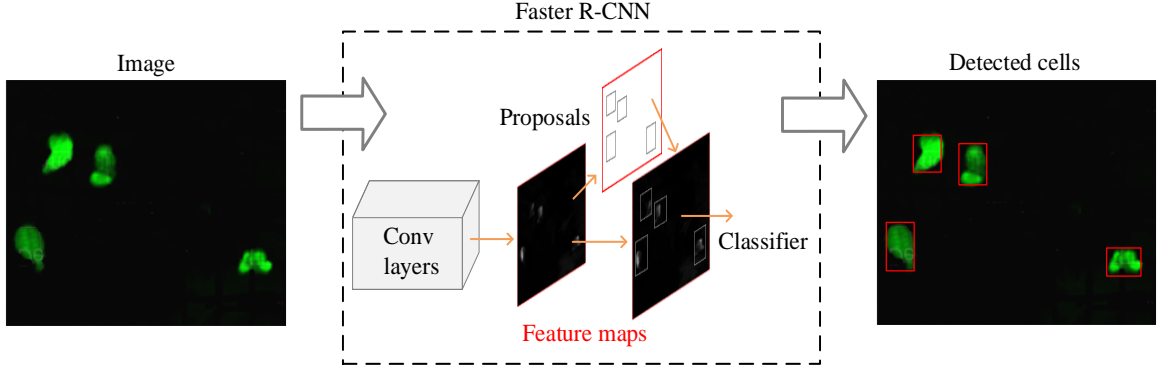 Faster R-CNN
Image
Detected cells
Proposals
Conv
layers
Classifier
Feature maps